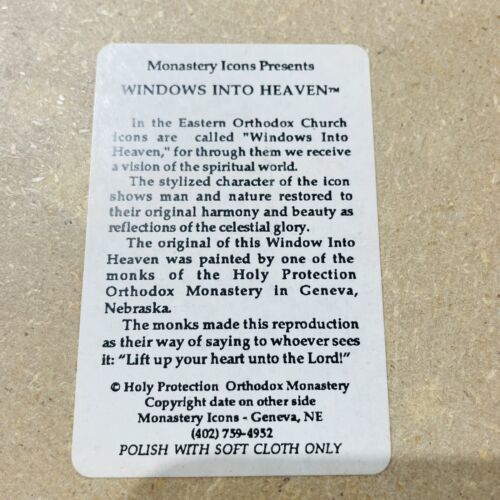 Monastery Icons Presents
WINDOWS INTO HEAVEN™
In the Eastern Orthodox Church
icons are called "Windows Into
Heaven," for through them we receive
a vision of the spiritual world.
The stylized character of the icon
shows man and nature restored to
their original harmony and beauty as
reflections of the celestial glory.
The original of this Window Into
Heaven was painted by one of the
monks of the Holy Protection
Orthodox Monastery in Geneva,
Nebraska.
The monks made this reproduction
as their way of saying to whoever sees
it: “Lift up your heart unto the Lord!”
© Holy Protection Orthodox Monastery
Copyright date on other side
Monastery Icons - Geneva, NE
(402) 759-4952
POLISH WITH SOFT CLOTH ONLY